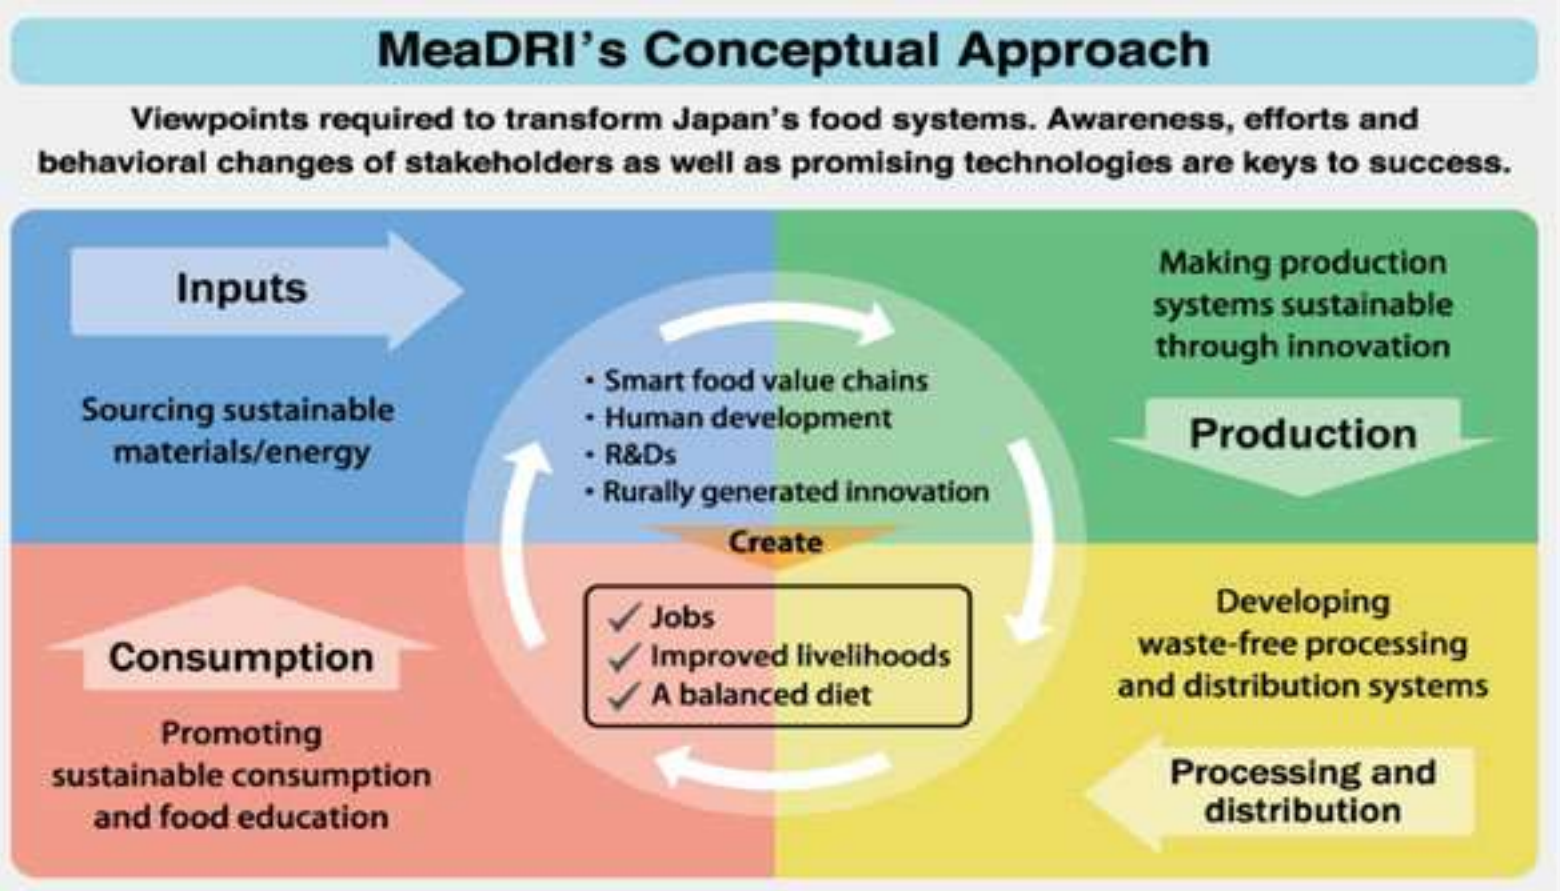 MeaDRI's Conceptual Approach
Viewpoints required to transform Japan's food systems. Awareness, efforts and
behavioral changes of stakeholders as well as promising technologies are keys to success.
Inputs
Sourcing sustainable
materials/energy
Making production
systems sustainable
through innovation
Production
• Smart food value chains
• Human development
• R&Ds
• Rurally generated innovation
Create
✓ Jobs
✓ Improved livelihoods
✓ A balanced diet
Developing
waste-free processing
and distribution systems
Processing and
distribution
Consumption
Promoting
sustainable consumption
and food education